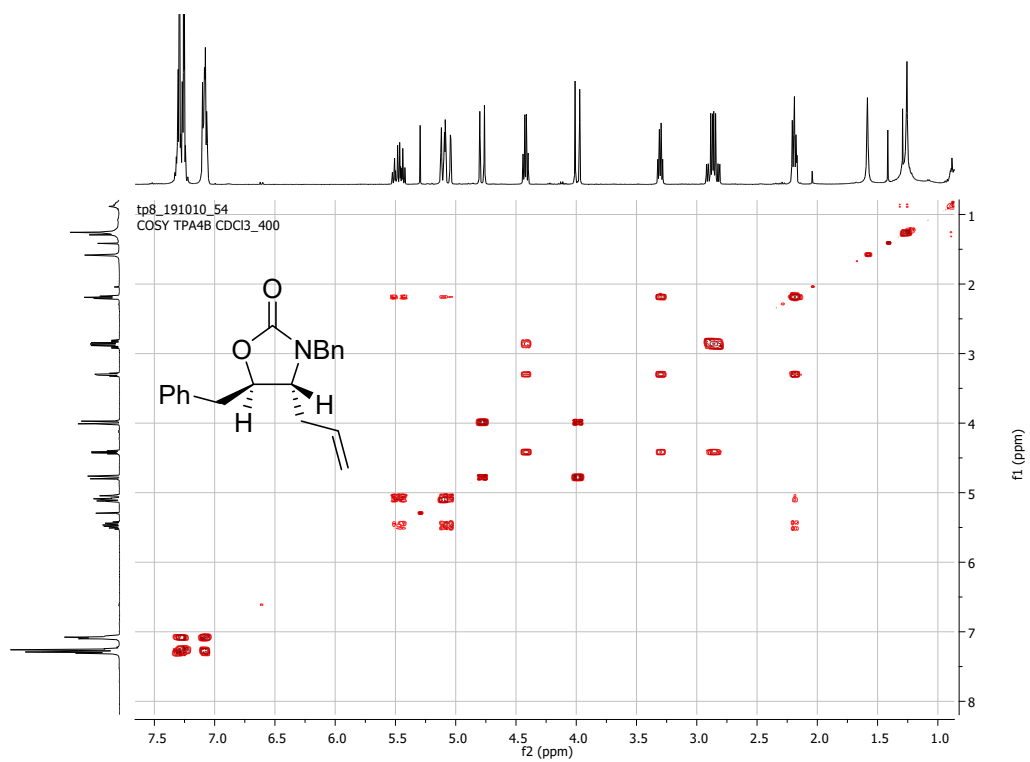 tp8_191010_54
COSY TPA4B CDCl3_400
O
O
NBn
Ph
H
H
1
2
3
4
5
6
7
8
f1 (ppm)
7.5 7.0 6.5 6.0 5.5 5.0 4.5 4.0 3.5 3.0 2.5 2.0 1.5 1.0
f2 (ppm)